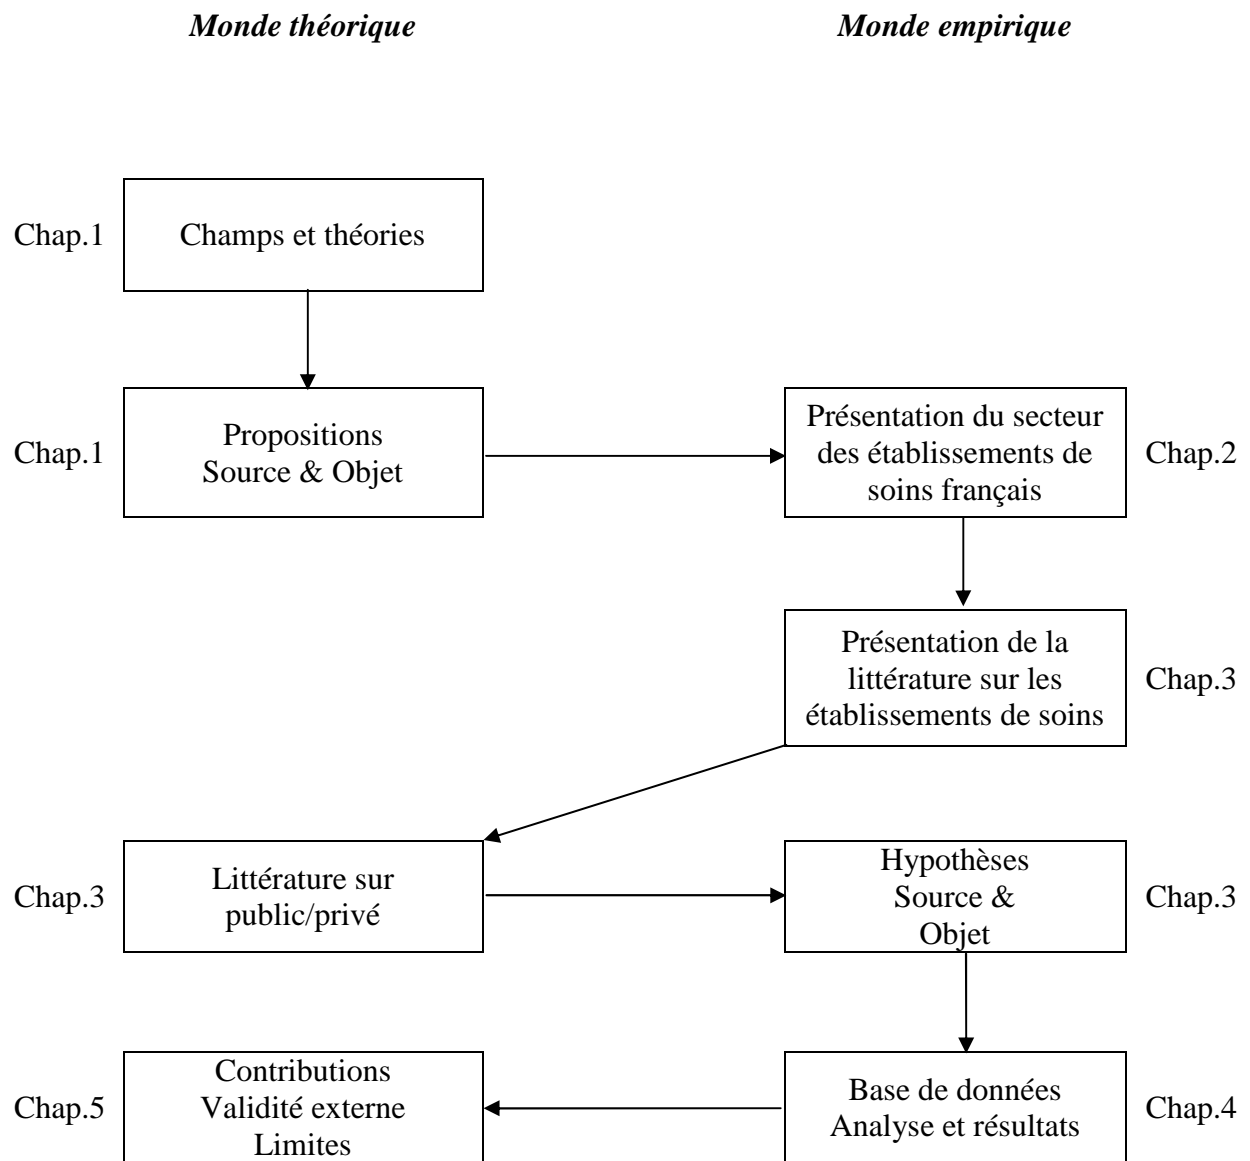 Monde théorique
Monde empirique
Chap.1
Champs et théories
Chap.1
Propositions
Source & Objet
Présentation du secteur
des établissements de
soins français
Chap.2
Présentation de la
littérature sur les
établissements de soins
Chap.3
Chap.3
Littérature sur
public/privé
Hypothèses
Source &
Objet
Chap.3
Chap.5
Contributions
Validité externe
Limites
Base de données
Analyse et résultats
Chap.4